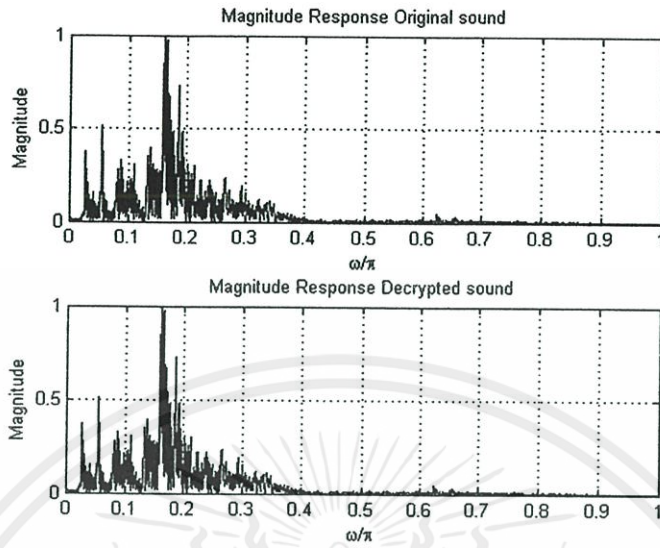 Magnitude Response Original sound
1
0.5
0
Magnitude
0 0.1 0.2 0.3 0.4 0.5 0.6 0.7 0.8 0.9 1
ω/π
Magnitude Response Decrypted sound
1
0.5
0
Magnitude
0 0.1 0.2 0.3 0.4 0.5 0.6 0.7 0.8 0.9 1
ω/π